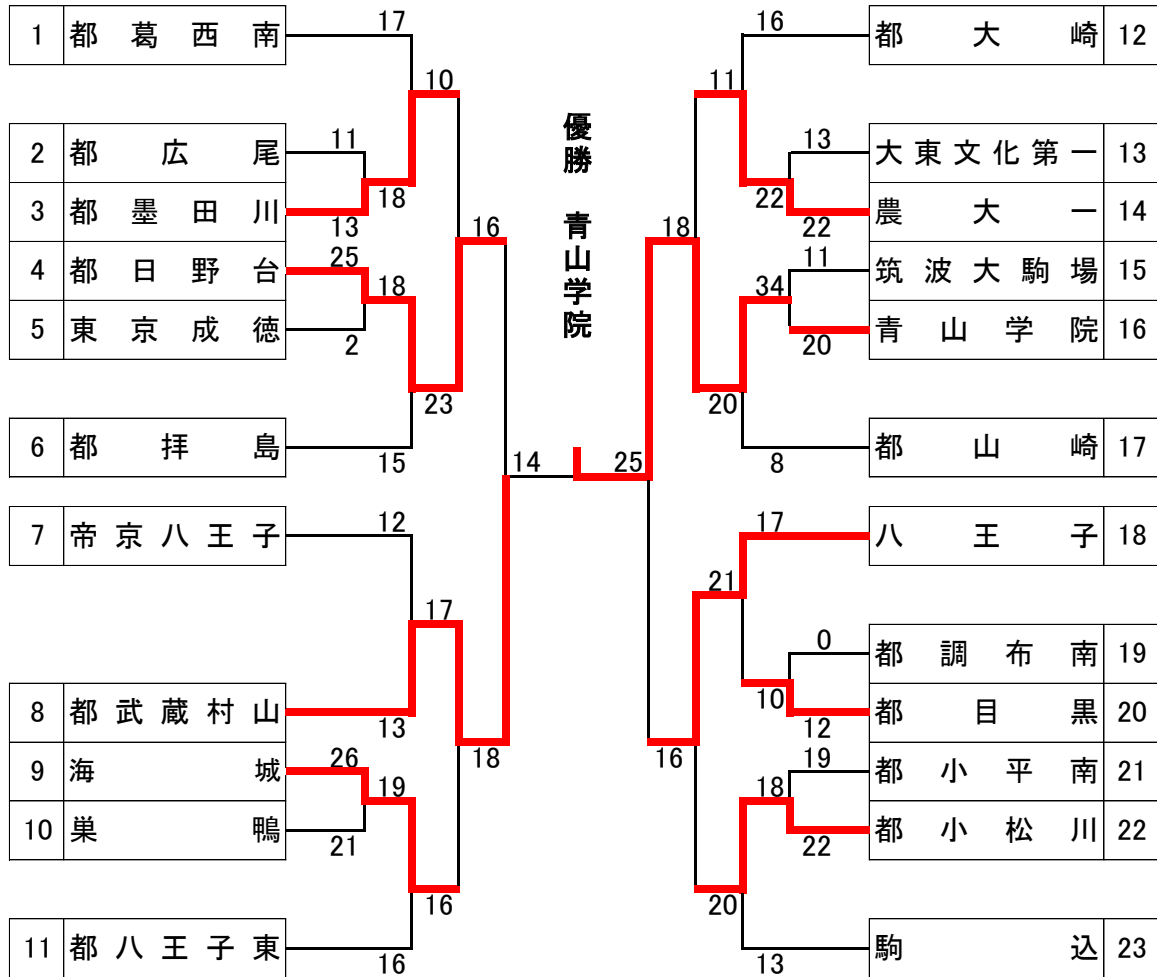 1 都葛西南 17
10
2 都広尾 11
18
3 都墨田川 13
16
4 都日野台 25
18
5 東京成徳 2
23
6 都拝島 15
14
7 帝京八王子 12
17
8 都武蔵村山 13
18
9 海城 26
19
10 巣鴨 21
16
11 都八王子東 16
優勝 青山学院
16 都大崎 12
11
13 大東文化第一 13
22
22 農大一 14
18
11 筑波大駒場 15
34
20 青山学院 16
20
8 都山崎 17
25
17 八王子 18
21
0 都調布南 19
10
12 都目黒 20
16
19 都小平南 21
18
22 都小松川 22
20
13 駒込 23